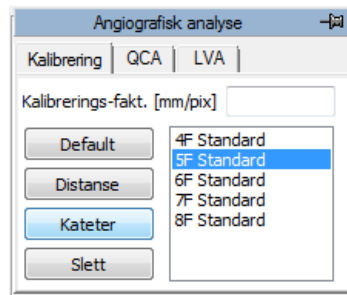 Angiografisk analyse
Kalibrering QCA LVA
Kalibrerings-fakt. [mm/pix]
Default
Distanse
Kateter
Slett
4F Standard
5F Standard
6F Standard
7F Standard
8F Standard